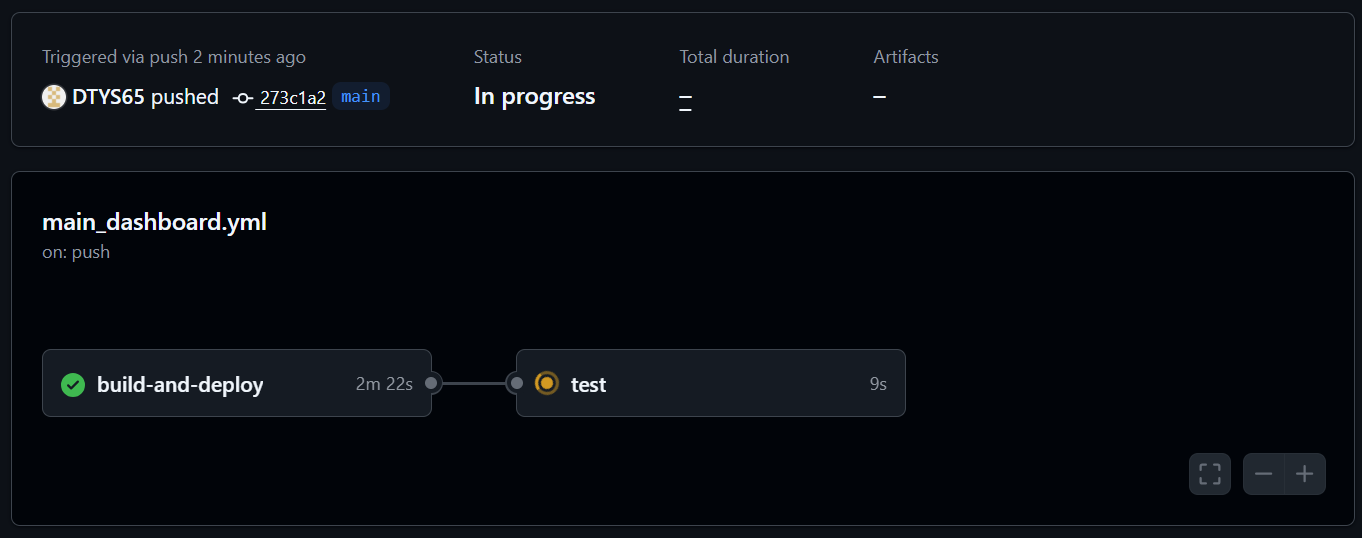 Triggered via push 2 minutes ago
DTYS65 pushed 273c1a2 main
Status
In progress
Total duration
–
Artifacts
–
main_dashboard.yml
on: push
build-and-deploy 2m 22s
test 9s